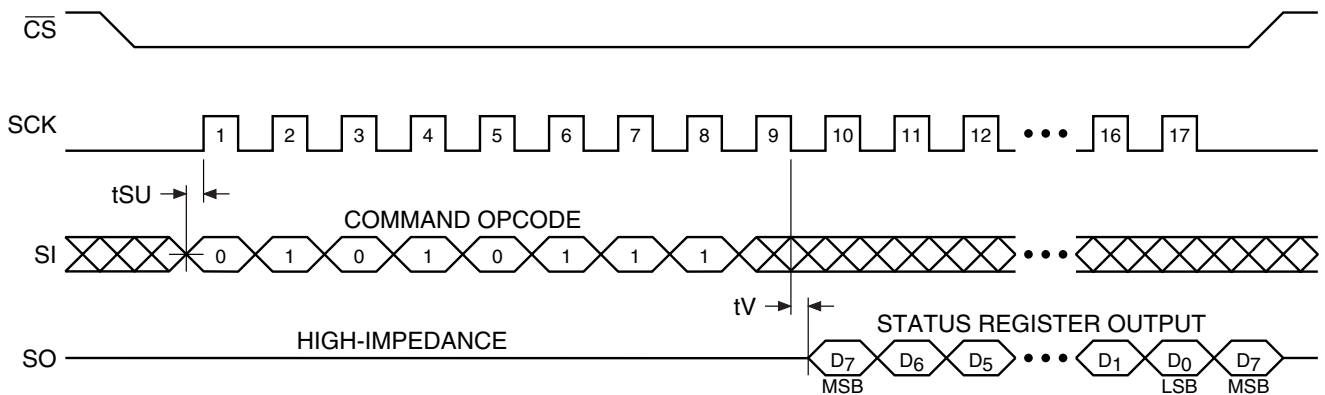 C̅S̅
SCK 1 2 3 4 5 6 7 8 9 10 11 12 ••• 16 17
tSU
COMMAND OPCODE
SI 0 1 0 1 0 1 1 1 •••
tV
HIGH-IMPEDANCE
STATUS REGISTER OUTPUT
SO D7 D6 D5 ••• D1 D0 D7
MSB LSB MSB